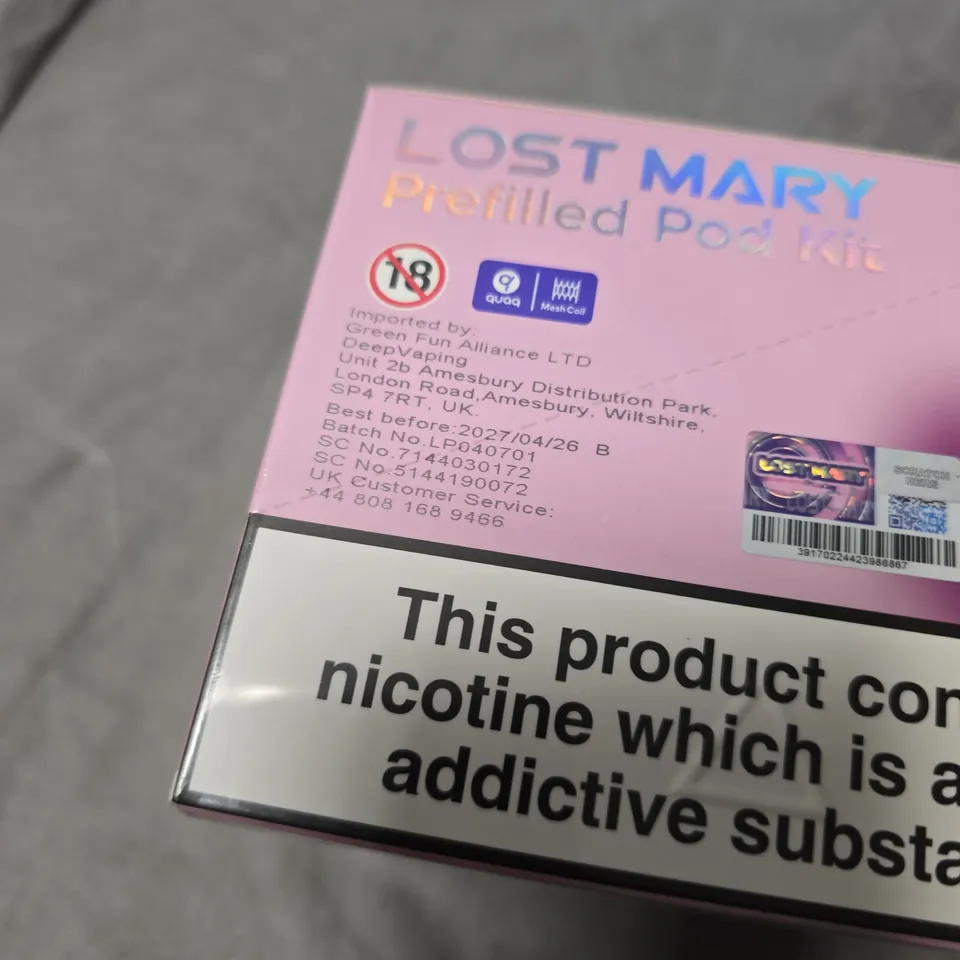 LOST MARY
Prefilled Pod Kit
18
quaq
Mesh Coil
Imported by:
Green Fun Alliance LTD
DeepVaping
Unit 2b Amesbury Distribution Park,
London Road,Amesbury, Wiltshire,
SP4 7RT, UK.
Best before:2027/04/26 B
Batch No.LP040701
SC No.7144030172
SC No.5144190072
UK Customer Service:
+44 808 168 9466
LOST MARY
SCRATCH
HERE
39170224423986867
This product con
nicotine which is a
addictive substa